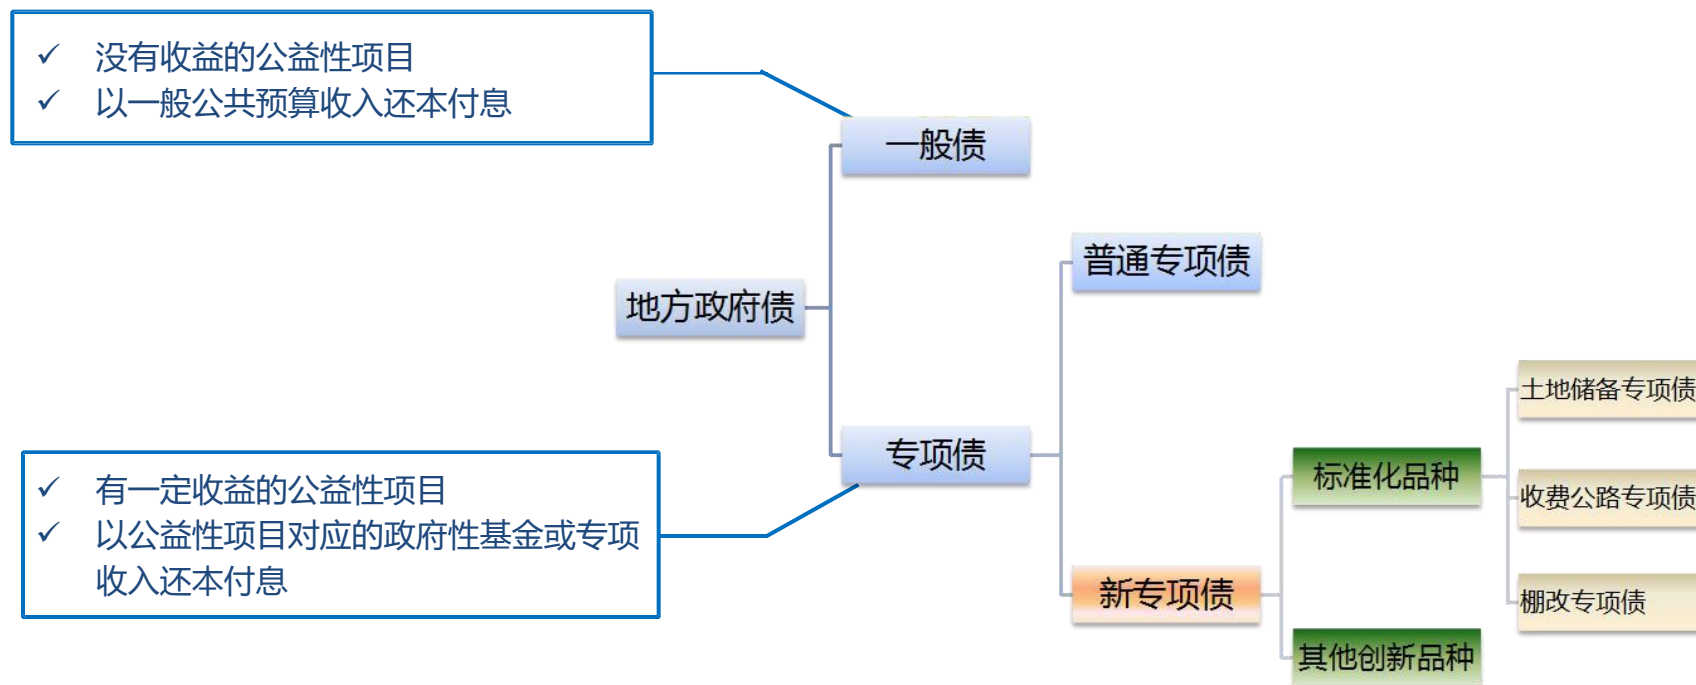 ✓ 没有收益的公益性项目
✓ 以一般公共预算收入还本付息
一般债
普通专项债
地方政府债
土地储备专项债
专项债
标准化品种
✓ 有一定收益的公益性项目
收费公路专项债
✓ 以公益性项目对应的政府性基金或专项
收入还本付息
新专项债
棚改专项债
其他创新品种